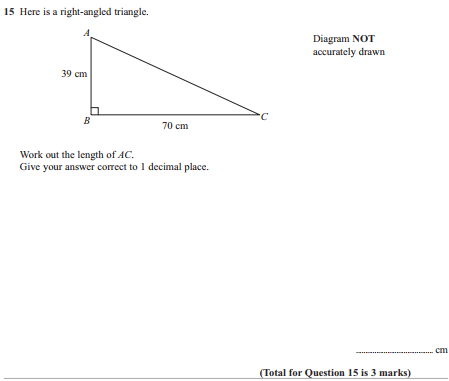 15 Here is a right-angled triangle.
A
Diagram NOT
accurately drawn
39 cm
B
C
70 cm
Work out the length of AC.
Give your answer correct to 1 decimal place.
........................................ cm
(Total for Question 15 is 3 marks)